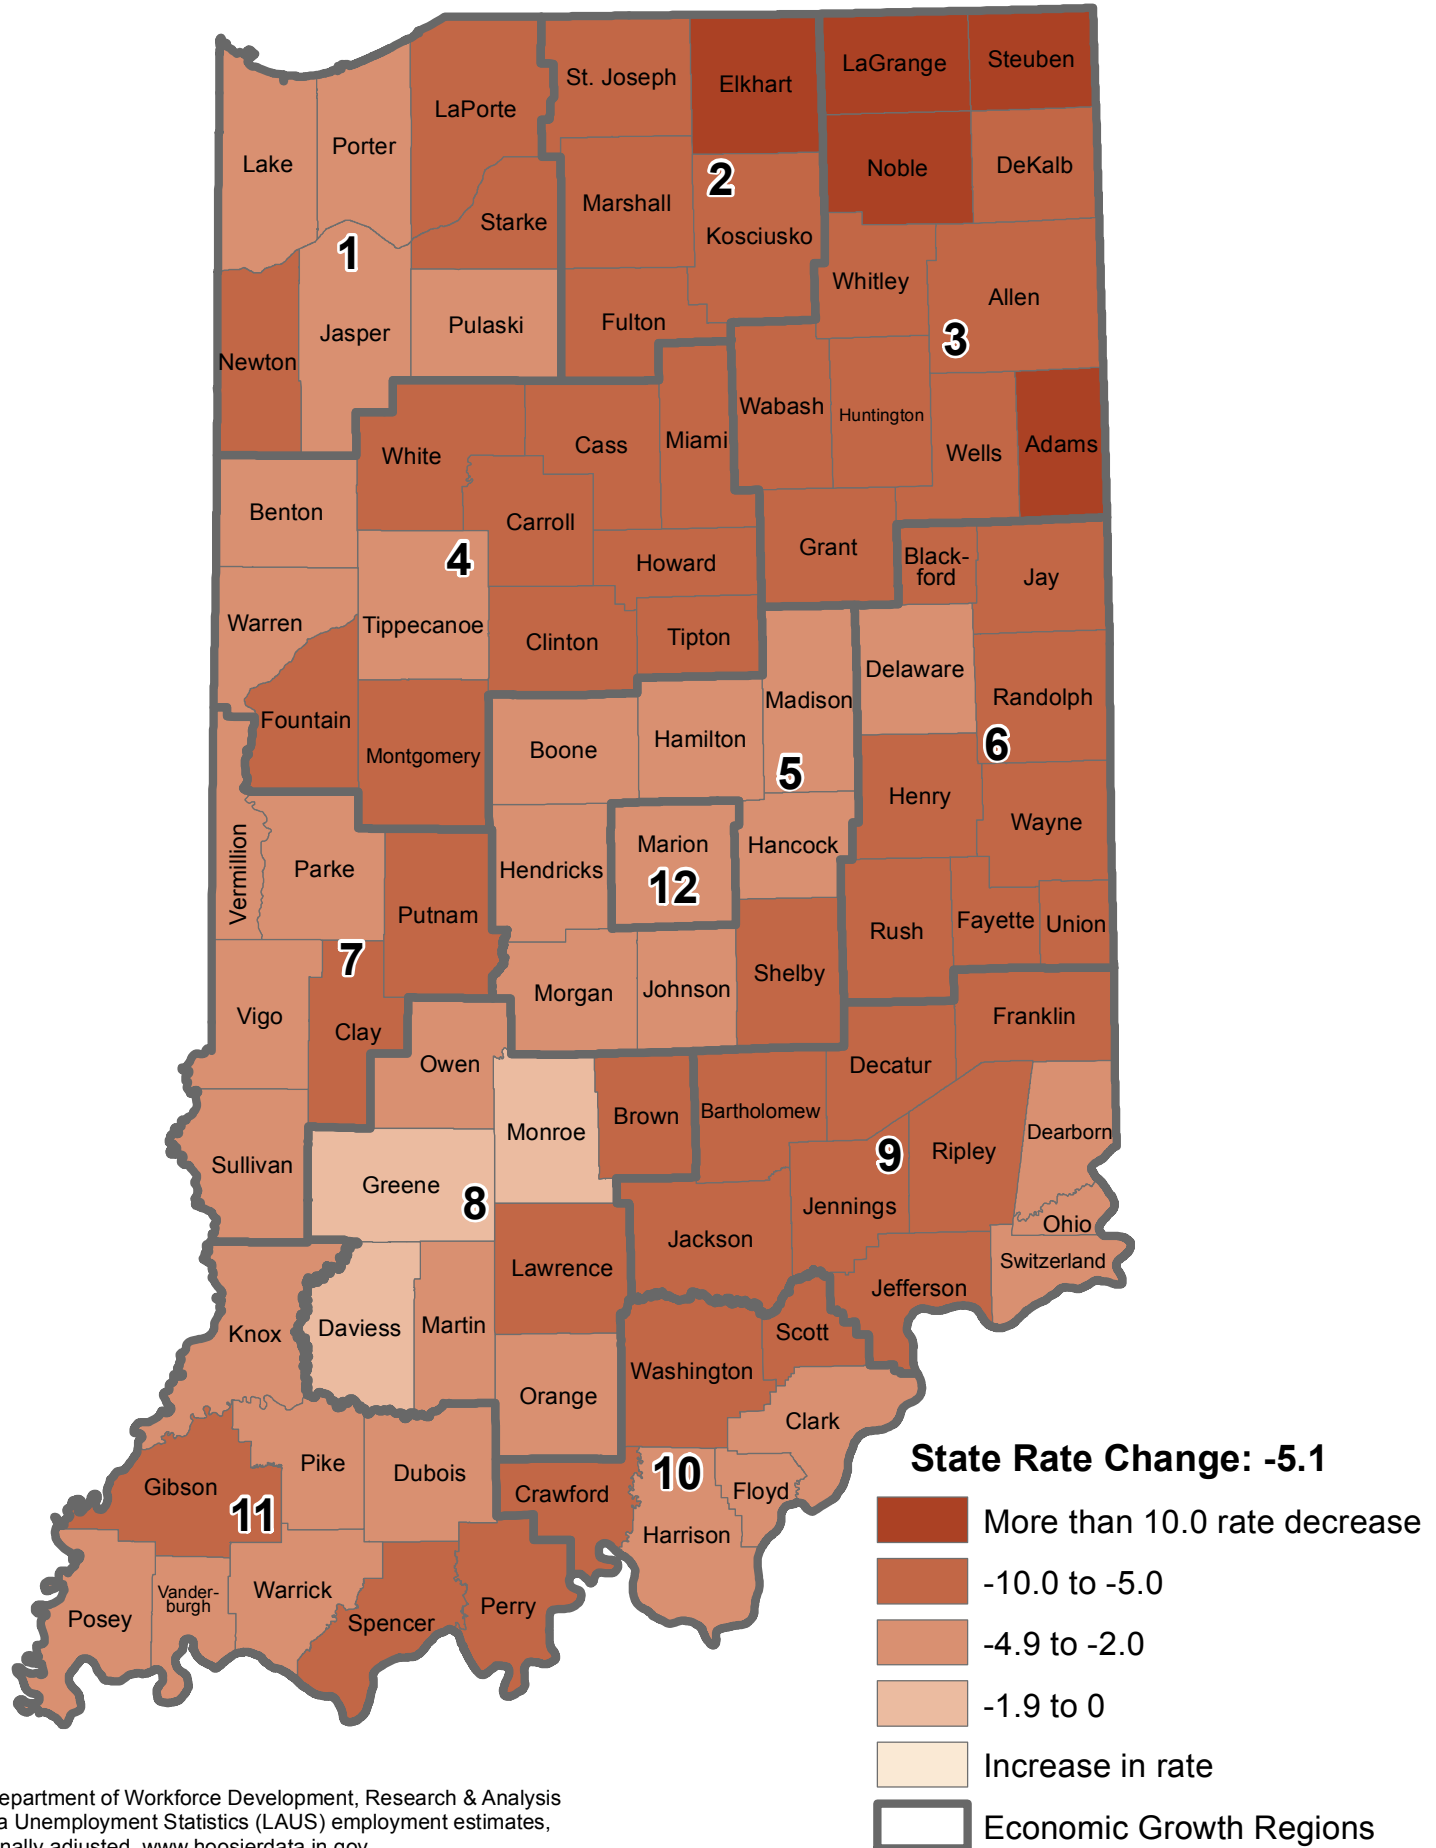 St. Joseph
Elkhart
LaGrange
Steuben
LaPorte
Lake
Porter
Noble
DeKalb
2
Marshall
Starke
Kosciusko
1
Whitley
Allen
Jasper
Pulaski
Fulton
3
Newton
Wabash
Huntington
White
Cass
Miami
Wells
Adams
Benton
Carroll
4
Howard
Grant
Black-
ford
Jay
Warren
Tippecanoe
Clinton
Tipton
Delaware
Madison
Randolph
Fountain
Montgomery
Boone
Hamilton
5
6
Henry
Wayne
Vermillion
Parke
Hendricks
Marion
12
Hancock
Putnam
Rush
Fayette
Union
7
Shelby
Morgan
Johnson
Vigo
Clay
Franklin
Owen
Decatur
Monroe
Brown
Bartholomew
Dearborn
9
Ripley
Sullivan
Greene
8
Jennings
Jackson
Ohio
Switzerland
Lawrence
Jefferson
Knox
Daviess
Martin
Scott
Washington
Orange
Clark
Pike
Dubois
10
Gibson
11
Crawford
Floyd
Harrison
Posey
Vander-
burgh
Warrick
Spencer
Perry
State Rate Change: -5.1
More than 10.0 rate decrease
-10.0 to -5.0
-4.9 to -2.0
-1.9 to 0
Increase in rate
Economic Growth Regions
epartment of Workforce Development, Research & Analysis
a Unemployment Statistics (LAUS) employment estimates,
nally adjusted, www.hoosierdata.in.gov